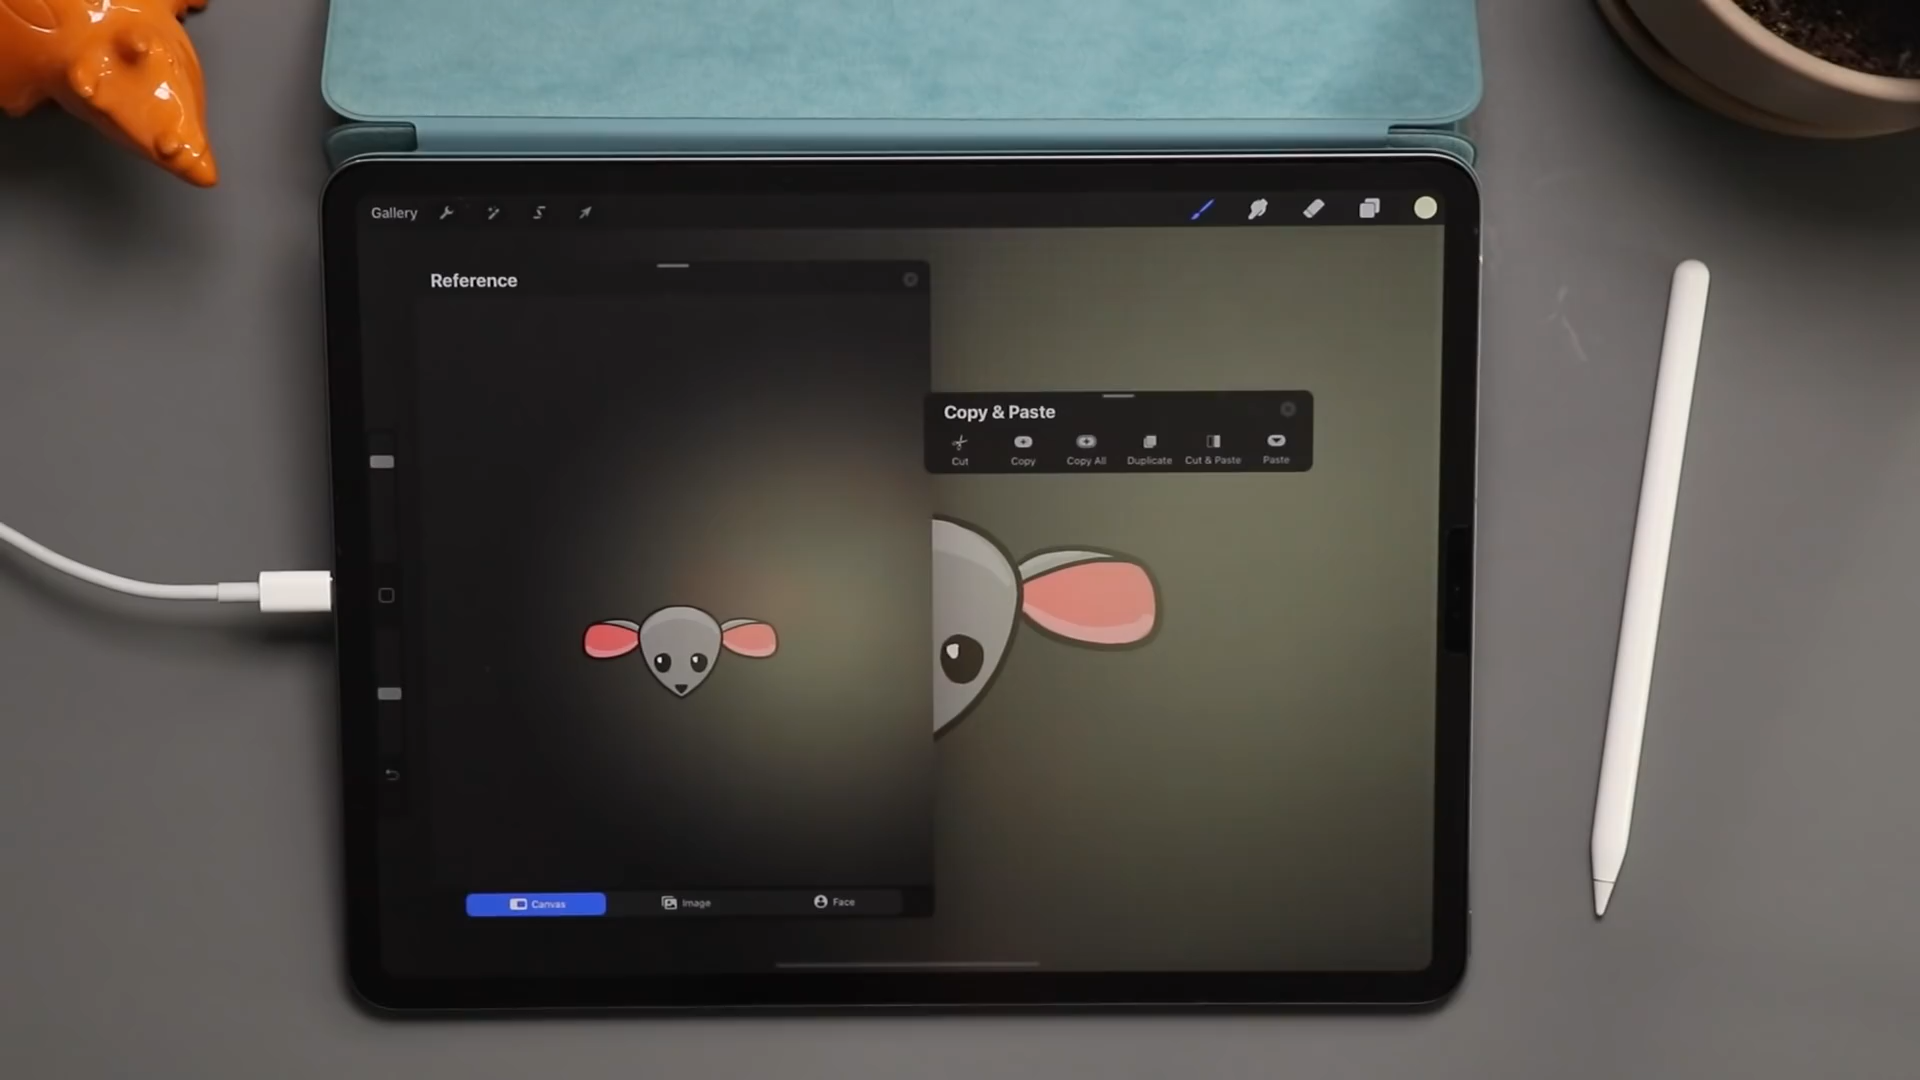 Gallery
Reference
Copy & Paste
Cut Copy Copy All Duplicate Cut & Paste Paste
Canvas Image Face